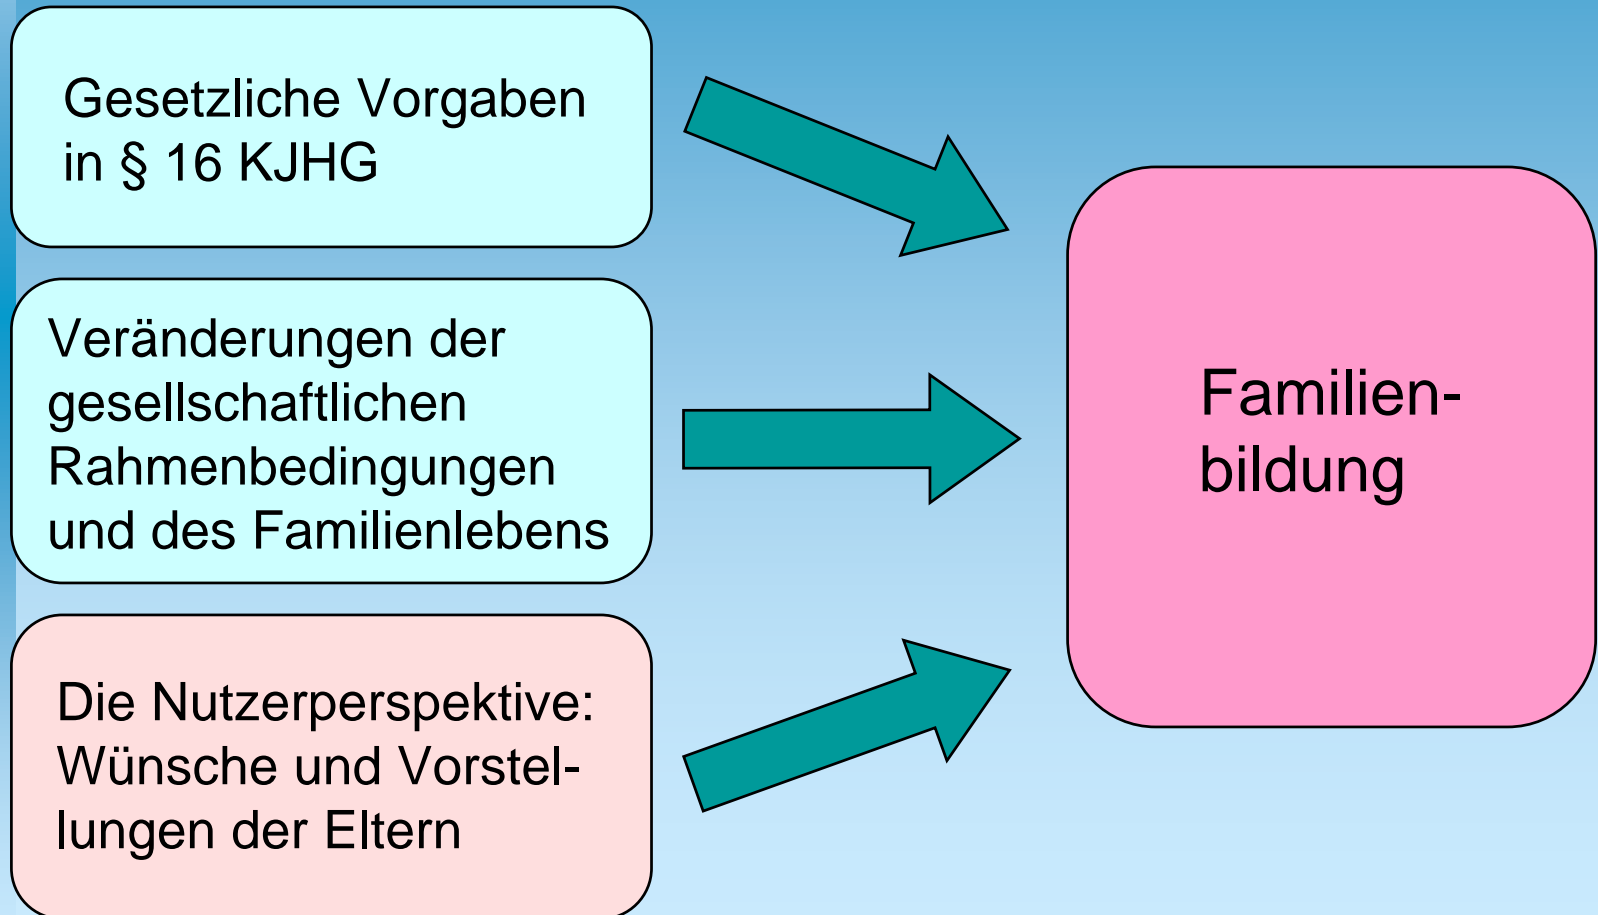 Gesetzliche Vorgaben
in § 16 KJHG
Veränderungen der
gesellschaftlichen
Rahmenbedingungen
und des Familienlebens
Die Nutzerperspektive:
Wünsche und Vorstel-
lungen der Eltern
Familien-
bildung